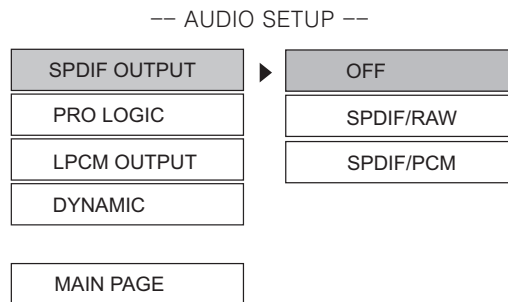 -- AUDIO SETUP --
SPDIF OUTPUT
OFF
PRO LOGIC
SPDIF/RAW
LPCM OUTPUT
SPDIF/PCM
DYNAMIC
MAIN PAGE